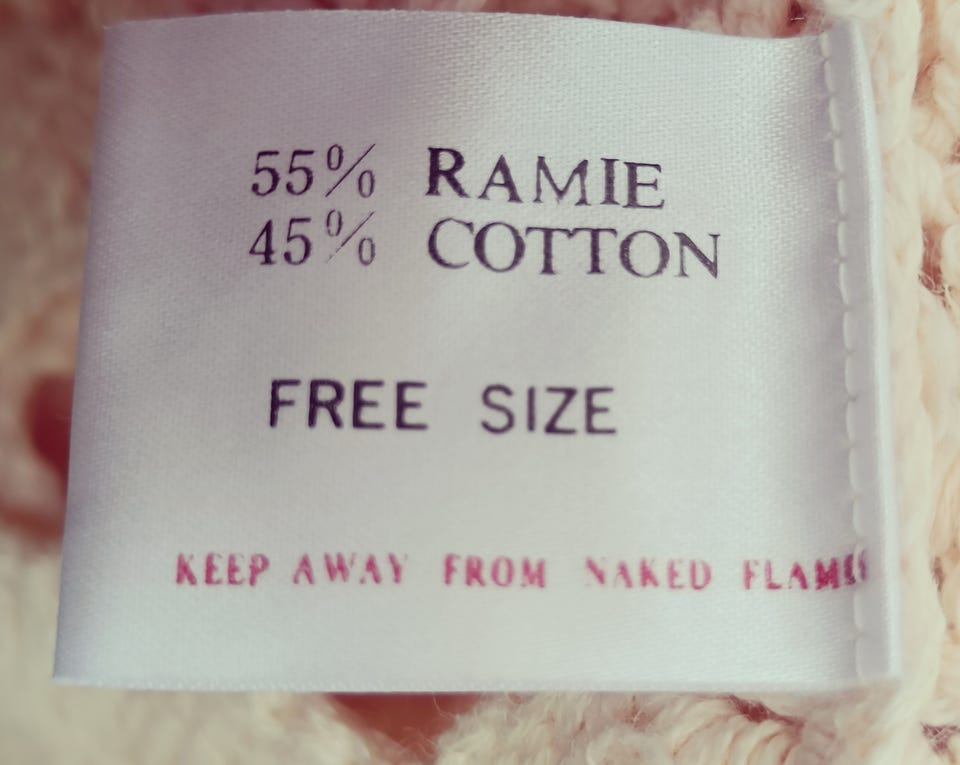 55% RAMIE
45% COTTON
FREE SIZE
KEEP AWAY FROM NAKED FLAMES